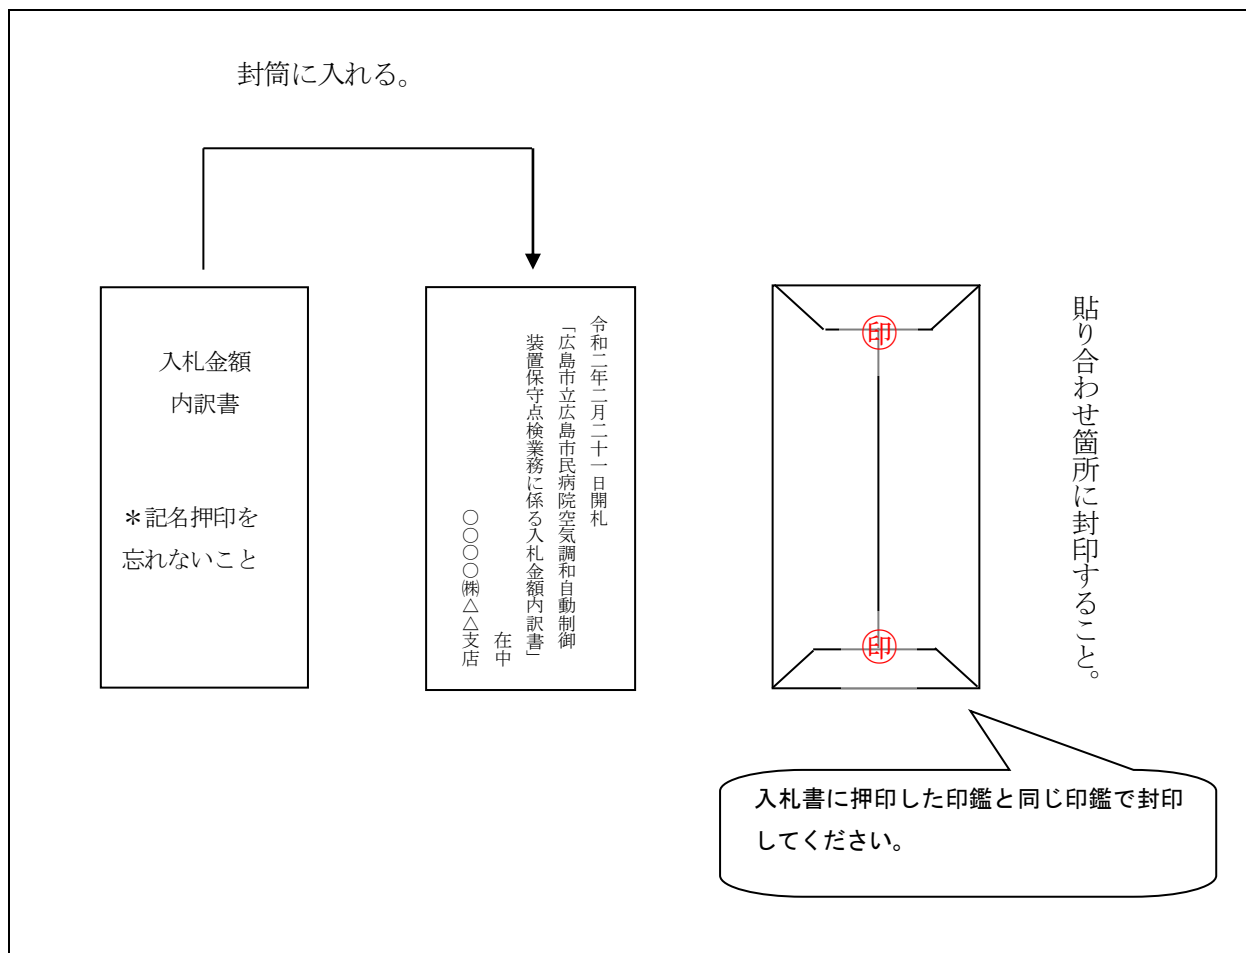 封筒に入れる。
入札金額
内訳書
＊記名押印を
忘れないこと
令和二年二月二十一日開札
「広島市立広島市民病院空気調和自動制御
装置保守点検業務に係る入札金額内訳書」
在中
〇〇〇〇㈱△△支店
印
印
貼り合わせ箇所に封印すること。
入札書に押印した印鑑と同じ印鑑で封印
してください。